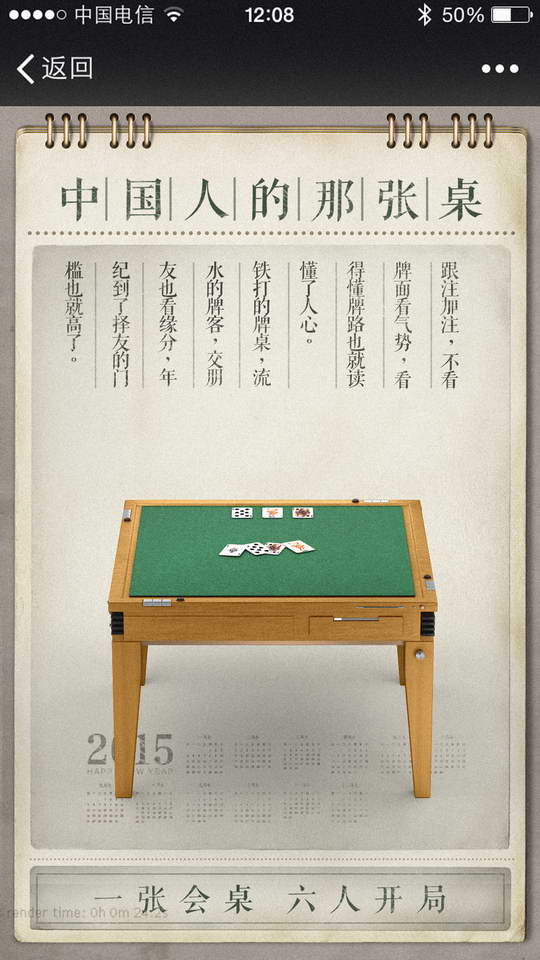 中国电信
12:08
50%
返回
中国人的那张桌
跟注加注，不看
牌面看气势，看
得懂牌路也就读
懂了人心。
铁打的牌桌，流
水的牌客，交朋
友也看缘分，年
纪到了择友的门
槛也就高了。
2015
HAPPY NEW YEAR
render time: 0h 0m
一张会桌 六人开局